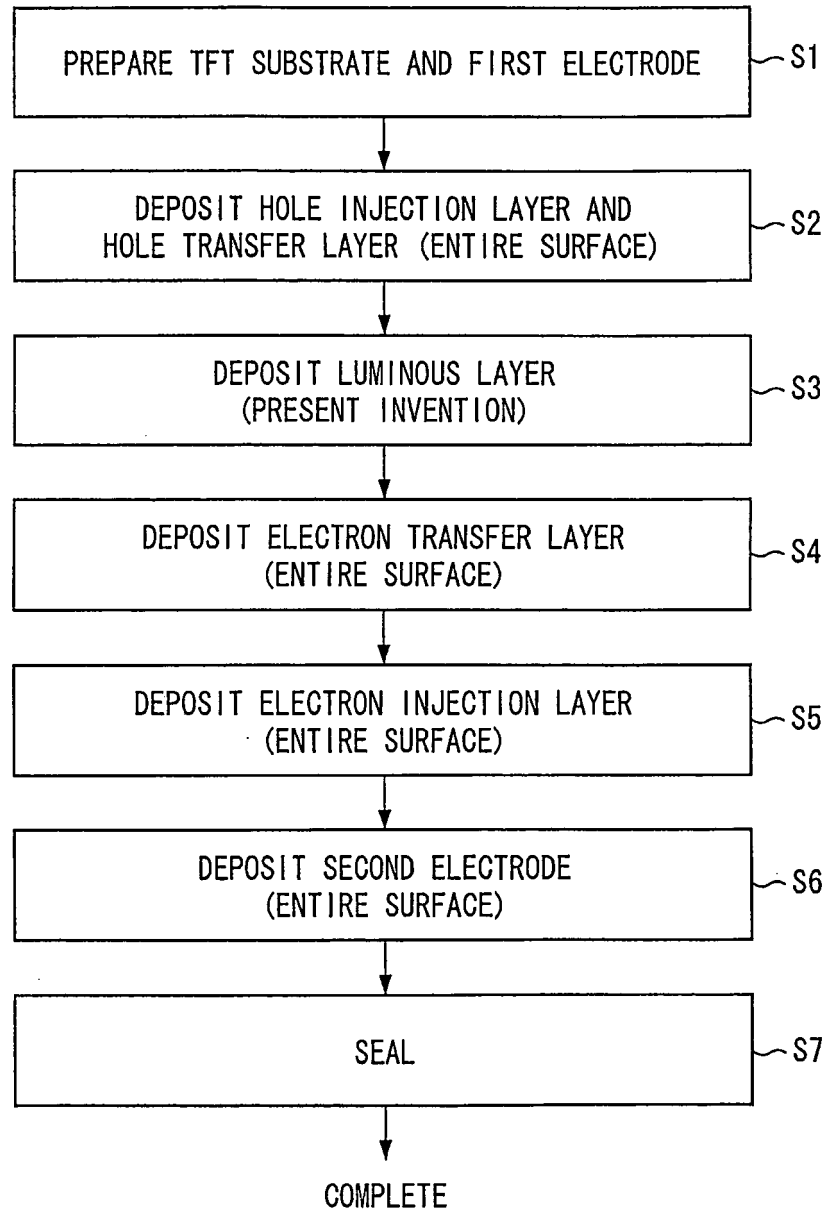 PREPARE TFT SUBSTRATE AND FIRST ELECTRODE
S1
DEPOSIT HOLE INJECTION LAYER AND
HOLE TRANSFER LAYER (ENTIRE SURFACE)
S2
DEPOSIT LUMINOUS LAYER
(PRESENT INVENTION)
S3
DEPOSIT ELECTRON TRANSFER LAYER
(ENTIRE SURFACE)
S4
DEPOSIT ELECTRON INJECTION LAYER
(ENTIRE SURFACE)
S5
DEPOSIT SECOND ELECTRODE
(ENTIRE SURFACE)
S6
SEAL
S7
COMPLETE